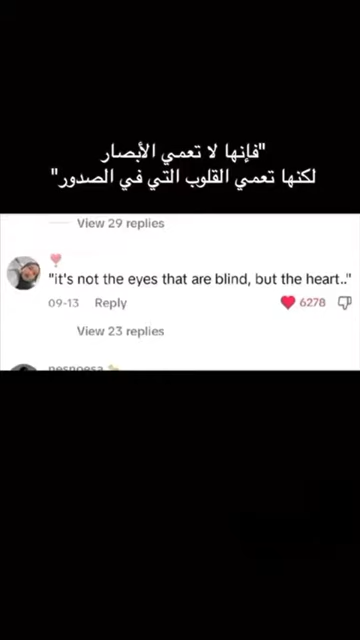 "فإنها لا تعمي الأبصار
لكنها تعمي القلوب التي في الصدور"
View 29 replies
"it's not the eyes that are blind, but the heart.."
09-13 Reply 6278
View 23 replies
nesnoesa